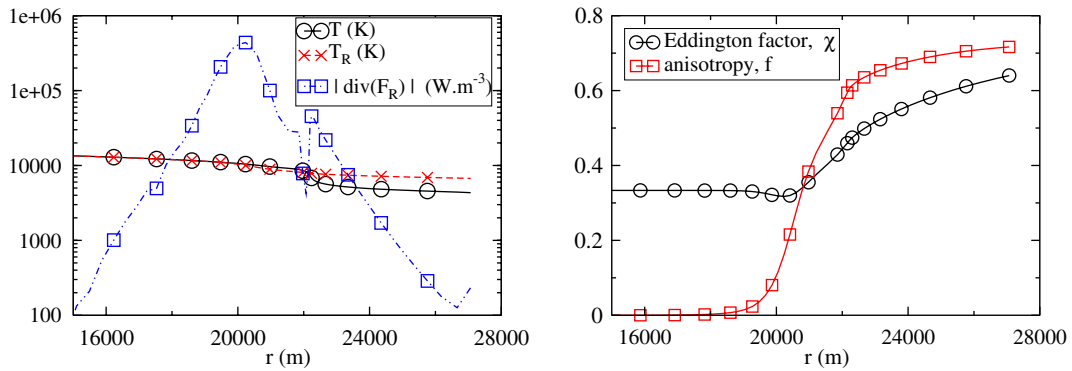 1e+06
1e+05
10000
1000
100
T (K)
T_R (K)
| div(F_R) | (W.m⁻³)
16000 20000 24000 28000
r (m)
0.8
0.6
0.4
0.2
0
Eddington factor, χ
anisotropy, f
16000 20000 24000 28000
r (m)